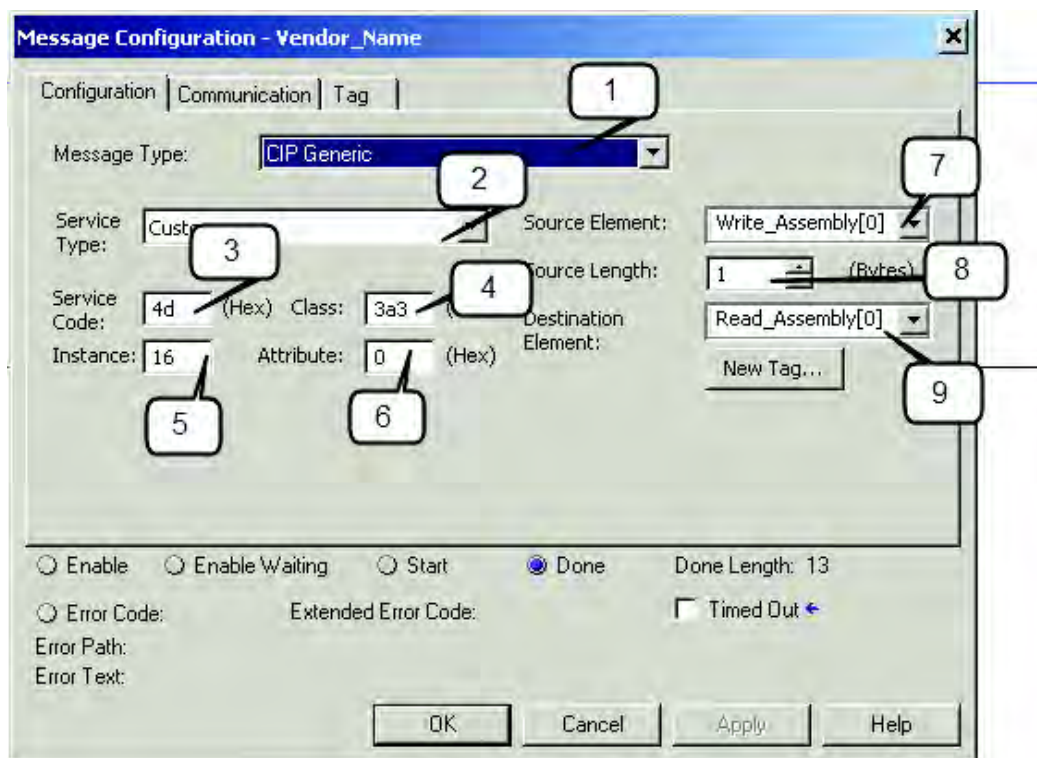 Message Configuration - Vendor_Name
Configuration Communication Tag
1
Message Type: CIP Generic
2
7
Service Type:
3
Source Element: Write_Assembly[0]
Source Length: 1 (Bytes)
8
Service Code: 4d (Hex) Class: 3a3
4
Destination Element: Read_Assembly[0]
Instance: 16 Attribute: 0 (Hex)
New Tag...
5
6
9
Enable Enable Waiting Start Done Done Length: 13
Error Code: Extended Error Code: Timed Out
Error Path:
Error Text:
OK Cancel Apply Help